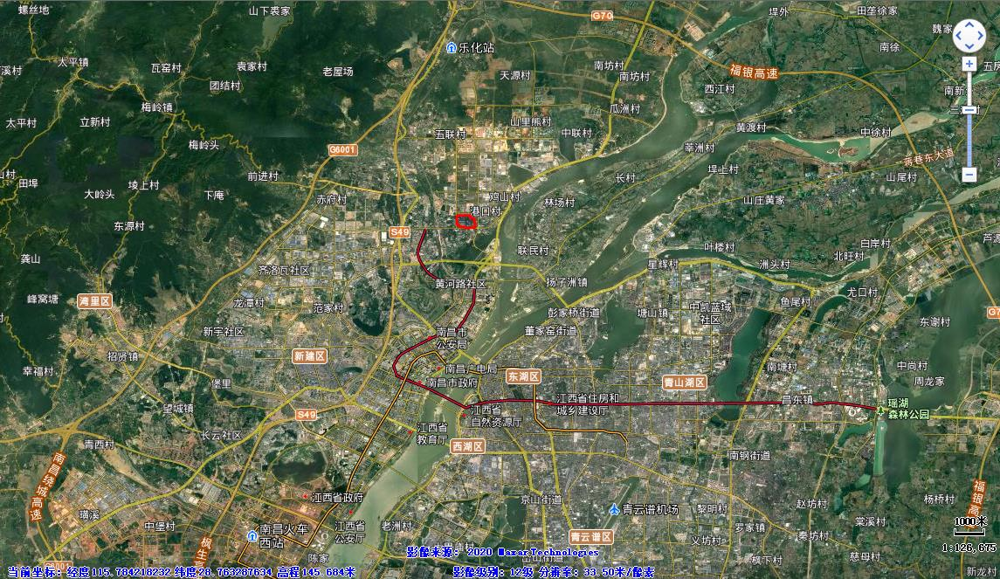 螺丝地
山下裘家
G70
埋外
田垄徐家
魏家
乐化站
南徐
太平镇
瓦窑村
袁家村
老屋场
天源村
南坊村
南坊村
福银高速
五房
溪村
团结村
西江村
南新
梅岭镇
瓜洲村
三
太平村
立新村
山里熊村
黄渡村
五联村
中联村
中徐村
梅岭头
G6001
莘洲村
蒋巷东大道
山村
前进村
长村
埕上村
山尾村
田埠
堎上村
大岭头
下庵
赤府村
鸡山村
林场村
山庄黄家
港口村
东源村
S49
白岸村
芦源
龚山
联民村
叶楼村
北旺村
齐洛瓦社区
星辉村
洲头村
黄河路社区
扬子洲镇
尤口村
峰窝塘
湾里区
龙潭村
范家村
彭家桥街道
塘山镇
中凯蓝域
社区
鱼尾村
G7
东谢村
新宇社区
南昌市
公安局
董家窑街道
招贤镇
新建区
南昌广电局
南塘村
中尚村
幸福村
堡里
南昌市政府
东湖区
青山湖区
周龙家
望城镇
江西省住房和
城乡建设厅
昌东镇
瑶湖
森林公园
S49
江西省
自然资源厅
长云社区
江西省
教育厅
青西村
西湖区
南钢街道
南昌绕城高速
江西省政府
京山街道
福银高速
璜溪
青云谱机场
黎明村
赵坊村
杨桥村
中堡村
南昌火车
西站
江西省
公安厅
老洲村
罗家镇
棠溪村
1000米
枫生
青云谱区
义坊村
秦坊村
1:126,675
陈家
枫下村
慈母村
影像来源: 2020 MaxarTechnologies
新龙村
当前坐标: 经度115.784218232 纬度28.763287634 高程145.684米
影像级别: 12级 分辨率: 33.50米/像素